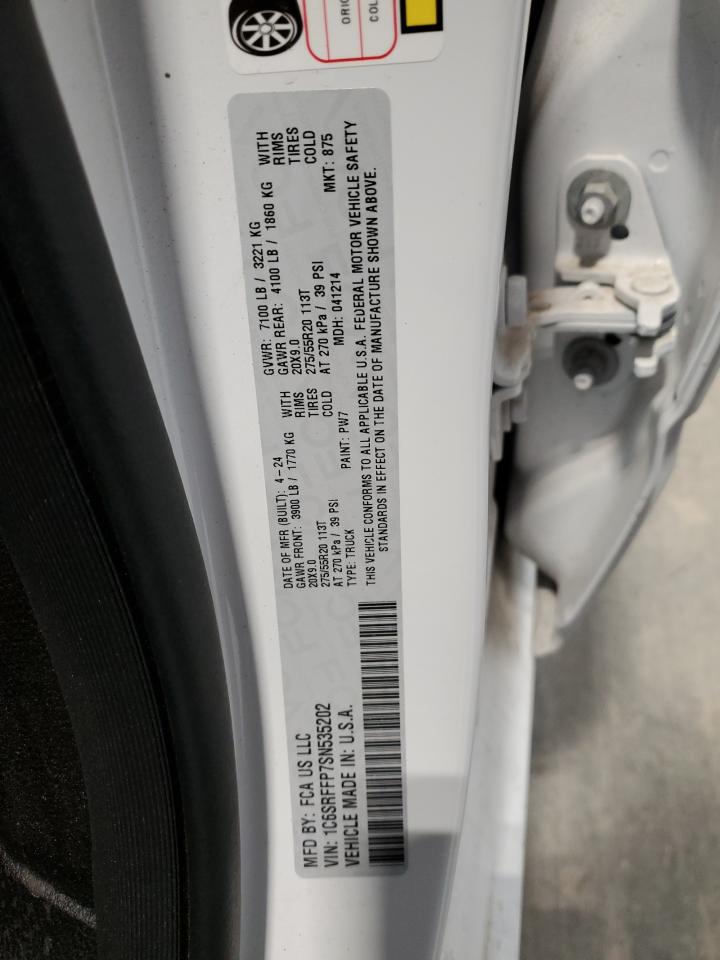 ORIG
COL
MFD BY: FCA US LLC
VIN: 1C6SRFFP7SN535202
VEHICLE MADE IN: U.S.A.
DATE OF MFR (BUILT): 4-24 GVWR: 7100 LB / 3221 KG
GAWR FRONT: 3900 LB / 1770 KG WITH GAWR REAR: 4100 LB / 1860 KG WITH
20X9.0 RIMS 20X9.0 RIMS
275/55R20 113T TIRES 275/55R20 113T TIRES
AT 270 kPa / 39 PSI COLD AT 270 kPa / 39 PSI COLD
TYPE: TRUCK PAINT: PW7 MDH: 041214 MKT: 875
THIS VEHICLE CONFORMS TO ALL APPLICABLE U.S.A. FEDERAL MOTOR VEHICLE SAFETY
STANDARDS IN EFFECT ON THE DATE OF MANUFACTURE SHOWN ABOVE.